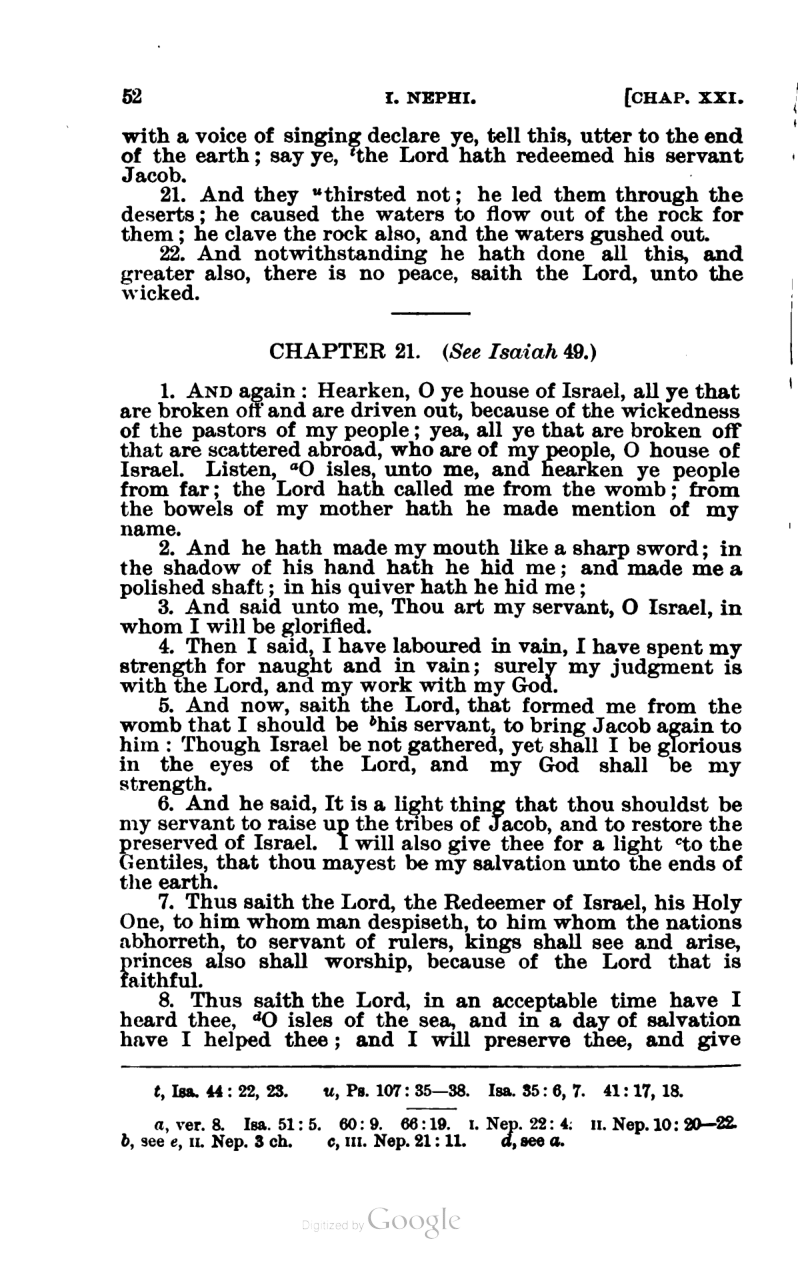 52 I. NEPHI. [CHAP. XXI.
with a voice of singing declare ye, tell this, utter to the end
of the earth; say ye, tthe Lord hath redeemed his servant
Jacob.
21. And they uthirsted not; he led them through the
deserts; he caused the waters to flow out of the rock for
them; he clave the rock also, and the waters gushed out.
22. And notwithstanding he hath done all this, and
greater also, there is no peace, saith the Lord, unto the
wicked.
CHAPTER 21. (See Isaiah 49.)
1. AND again: Hearken, O ye house of Israel, all ye that
are broken off and are driven out, because of the wickedness
of the pastors of my people; yea, all ye that are broken off
that are scattered abroad, who are of my people, O house of
Israel. Listen, aO isles, unto me, and hearken ye people
from far; the Lord hath called me from the womb; from
the bowels of my mother hath he made mention of my
name.
2. And he hath made my mouth like a sharp sword; in
the shadow of his hand hath he hid me; and made me a
polished shaft; in his quiver hath he hid me;
3. And said unto me, Thou art my servant, O Israel, in
whom I will be glorified.
4. Then I said, I have laboured in vain, I have spent my
strength for naught and in vain; surely my judgment is
with the Lord, and my work with my God.
5. And now, saith the Lord, that formed me from the
womb that I should be bhis servant, to bring Jacob again to
him: Though Israel be not gathered, yet shall I be glorious
in the eyes of the Lord, and my God shall be my
strength.
6. And he said, It is a light thing that thou shouldst be
my servant to raise up the tribes of Jacob, and to restore the
preserved of Israel. I will also give thee for a light cto the
Gentiles, that thou mayest be my salvation unto the ends of
the earth.
7. Thus saith the Lord, the Redeemer of Israel, his Holy
One, to him whom man despiseth, to him whom the nations
abhorreth, to servant of rulers, kings shall see and arise,
princes also shall worship, because of the Lord that is
faithful.
8. Thus saith the Lord, in an acceptable time have I
heard thee, dO isles of the sea, and in a day of salvation
have I helped thee; and I will preserve thee, and give
t, Isa. 44: 22, 23. u, Ps. 107: 35—38. Isa. 35: 6, 7. 41: 17, 18.
a, ver. 8. Isa. 51: 5. 60: 9. 66: 19. I. Nep. 22: 4; II. Nep. 10: 20—22.
b, see e, II. Nep. 3 ch. c, III. Nep. 21: 11. d, see a.
Digitized by Google